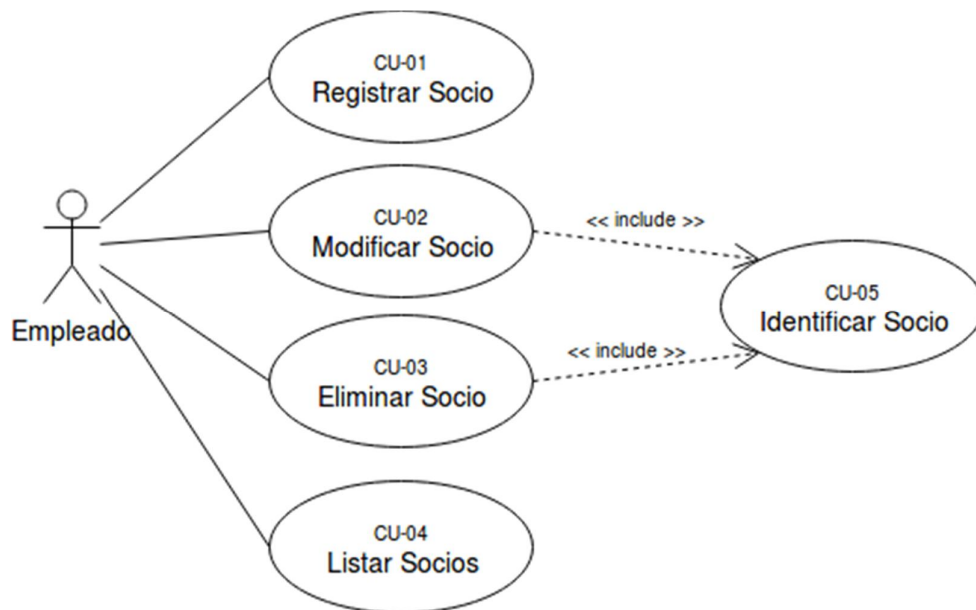 CU-01
Registrar Socio
CU-02
Modificar Socio
<< include >>
CU-05
Identificar Socio
Empleado
CU-03
Eliminar Socio
<< include >>
CU-04
Listar Socios